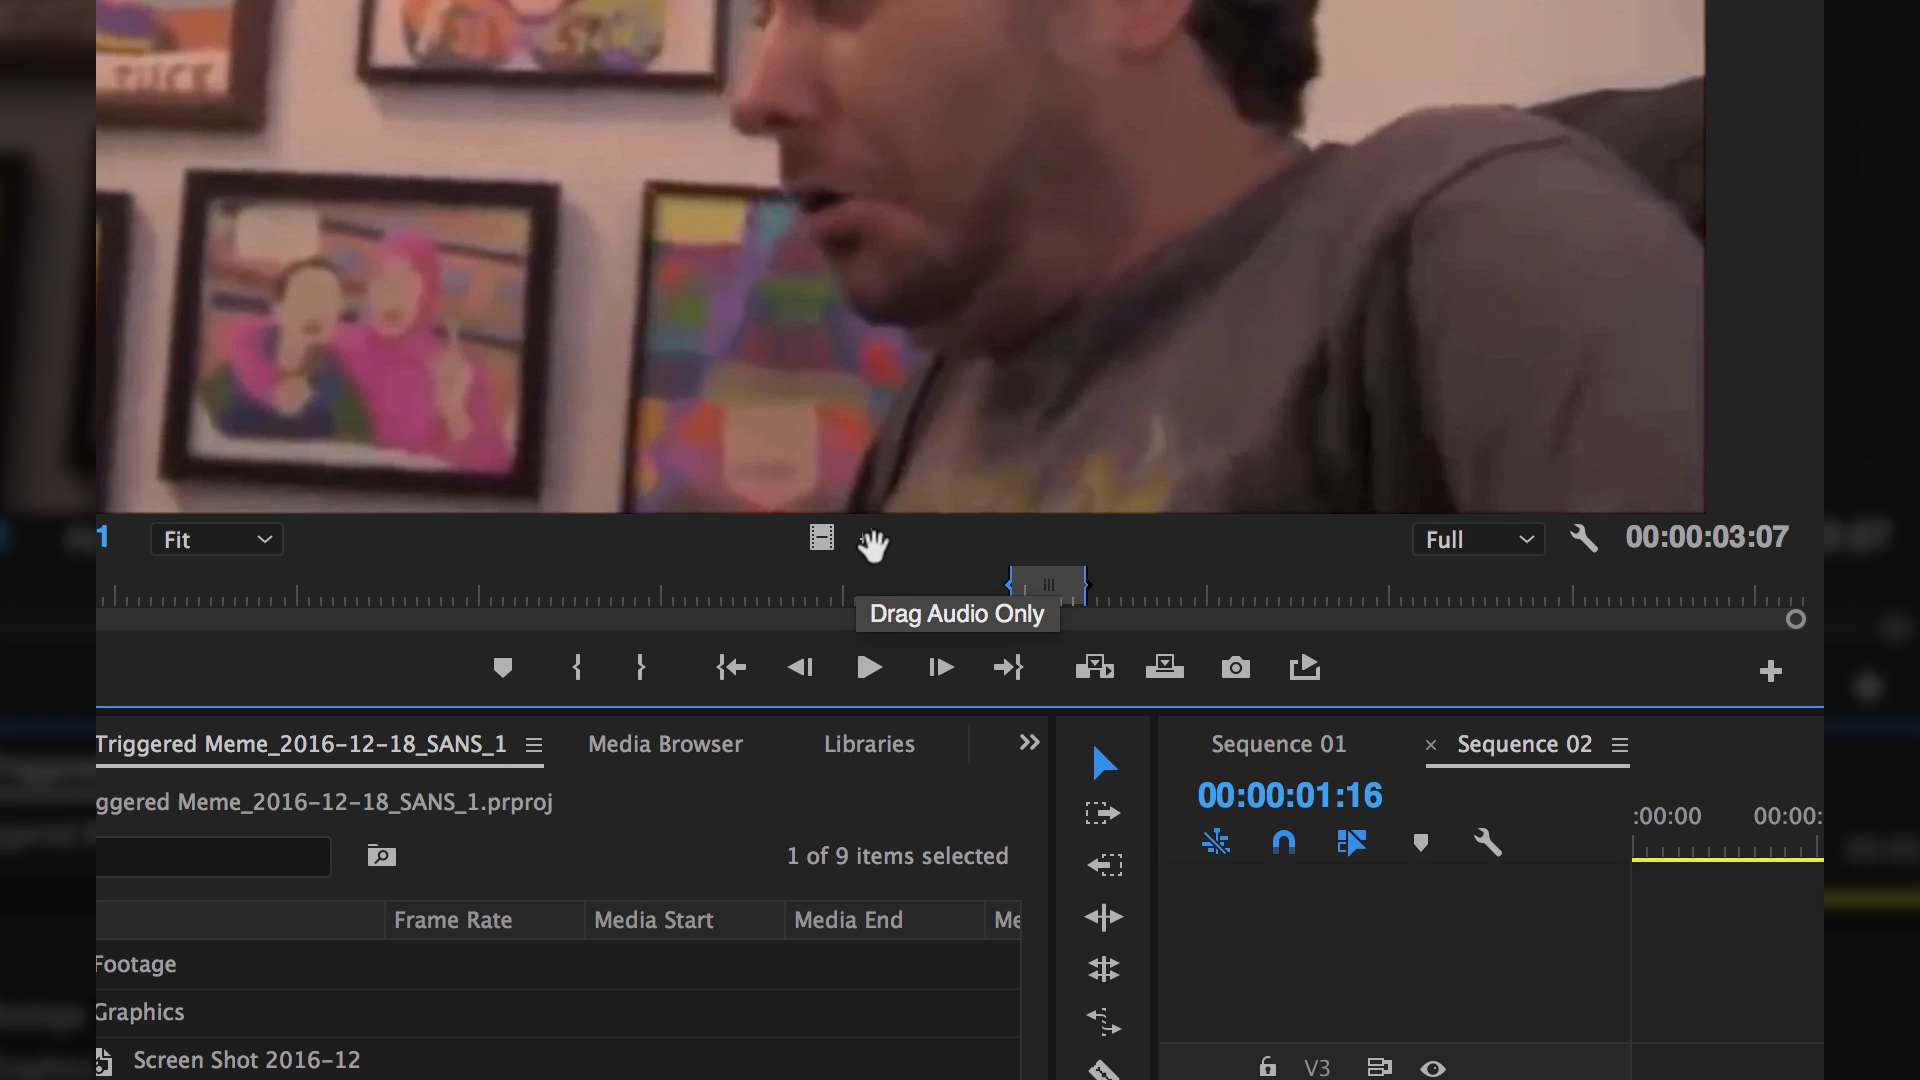 1
Fit
Full
00:00:03:07
Drag Audio Only
Triggered Meme_2016-12-18_SANS_1
Media Browser
Libraries
Sequence 01
× Sequence 02
ggered Meme_2016-12-18_SANS_1.prproj
00:00:01:16
:00:00
00:00:
1 of 9 items selected
Frame Rate
Media Start
Media End
Me
Footage
Graphics
Screen Shot 2016-12
V3